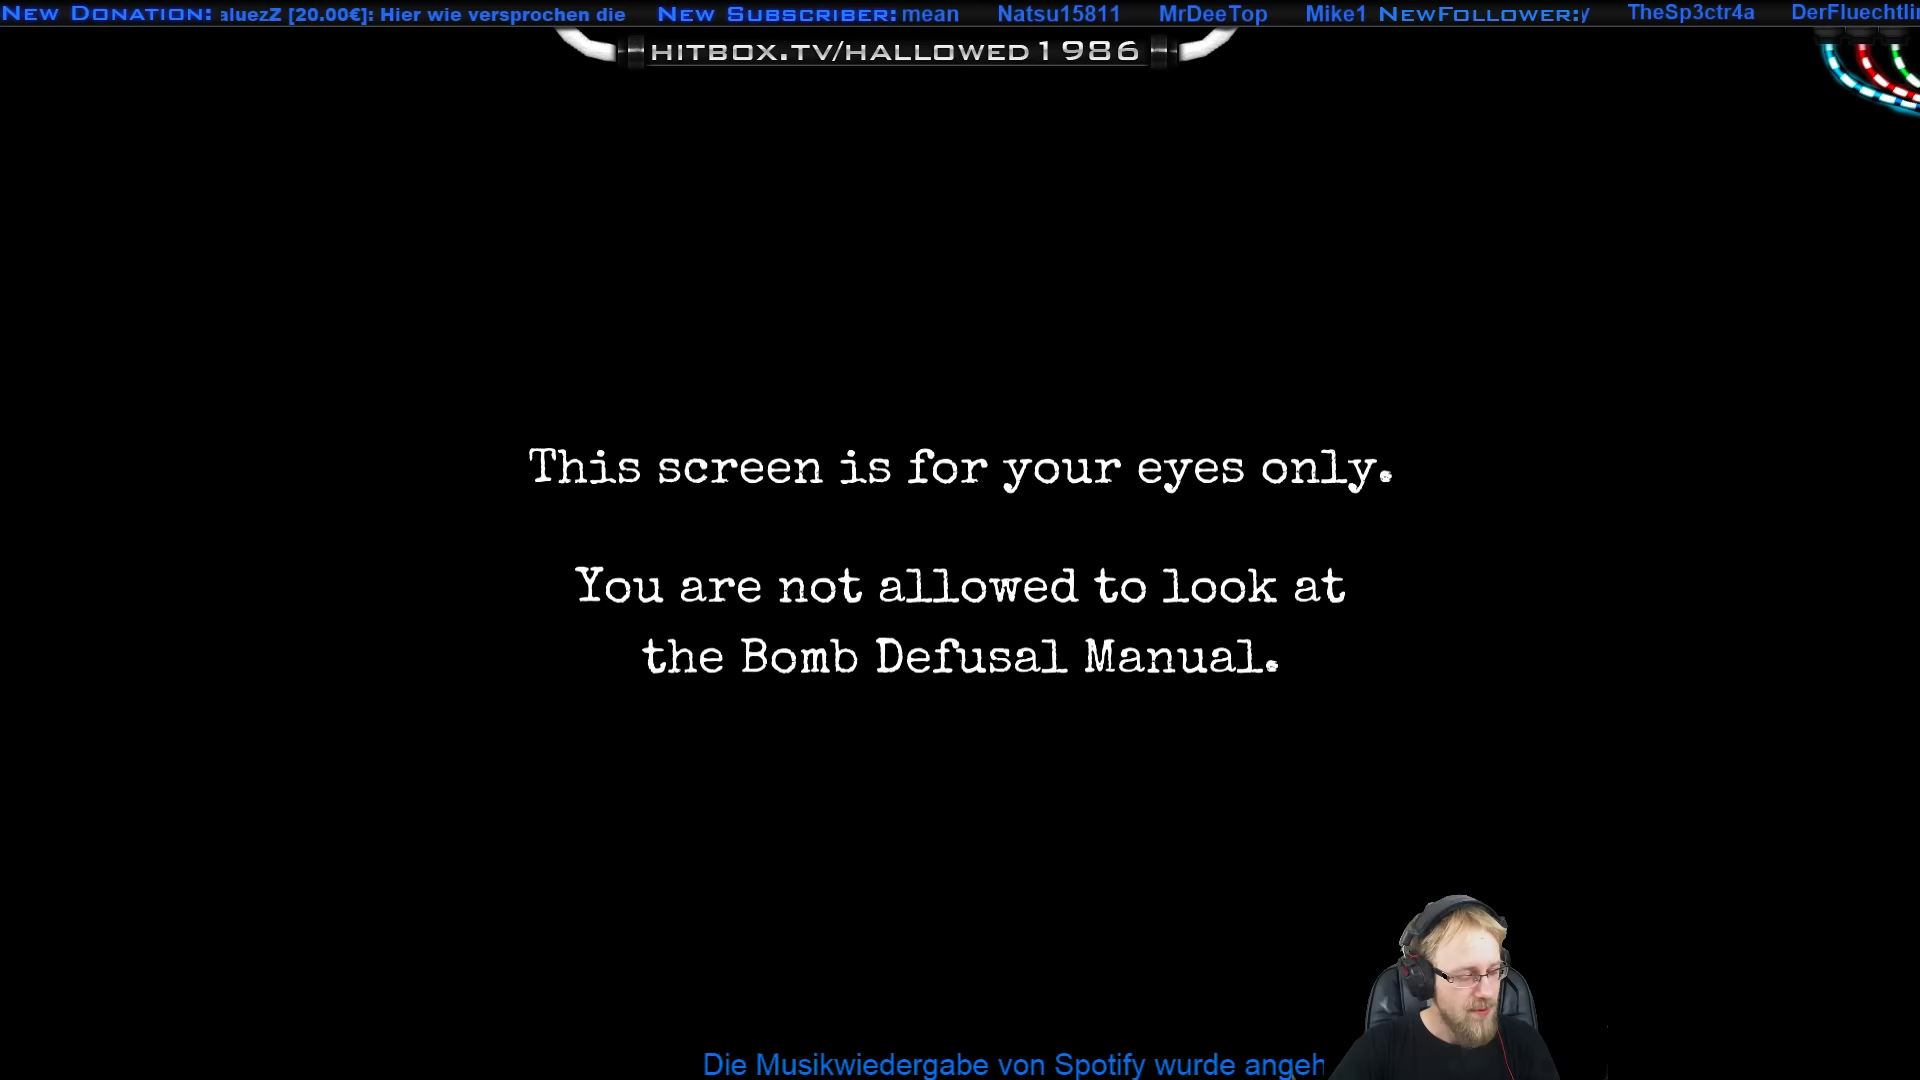 New Donation: aluezZ [20.00€]: Hier wie versprochen die New Subscriber: mean Natsu15811 MrDeeTop Mike1 NewFollower: y TheSp3ctr4a DerFluechtlin
HITBOX.TV/HALLOWED1986
This screen is for your eyes only.
You are not allowed to look at
the Bomb Defusal Manual.
Die Musikwiedergabe von Spotify wurde angeh